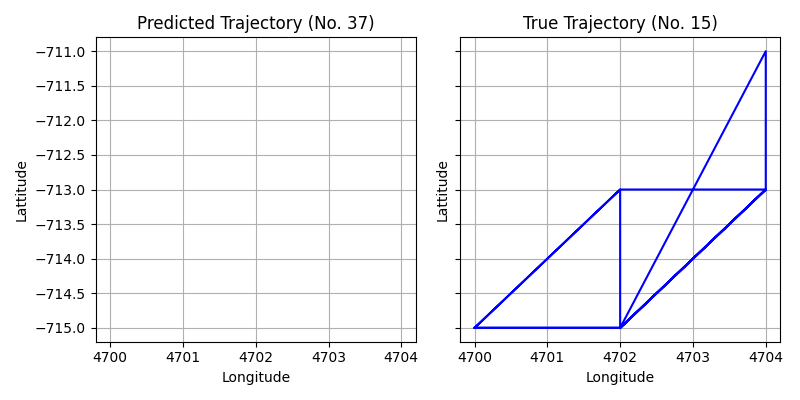 Predicted Trajectory (No. 37)
−711.0
−711.5
−712.0
−712.5
−713.0
−713.5
−714.0
−714.5
−715.0
Lattitude
4700 4701 4702 4703 4704
Longitude
True Trajectory (No. 15)
Lattitude
4700 4701 4702 4703 4704
Longitude